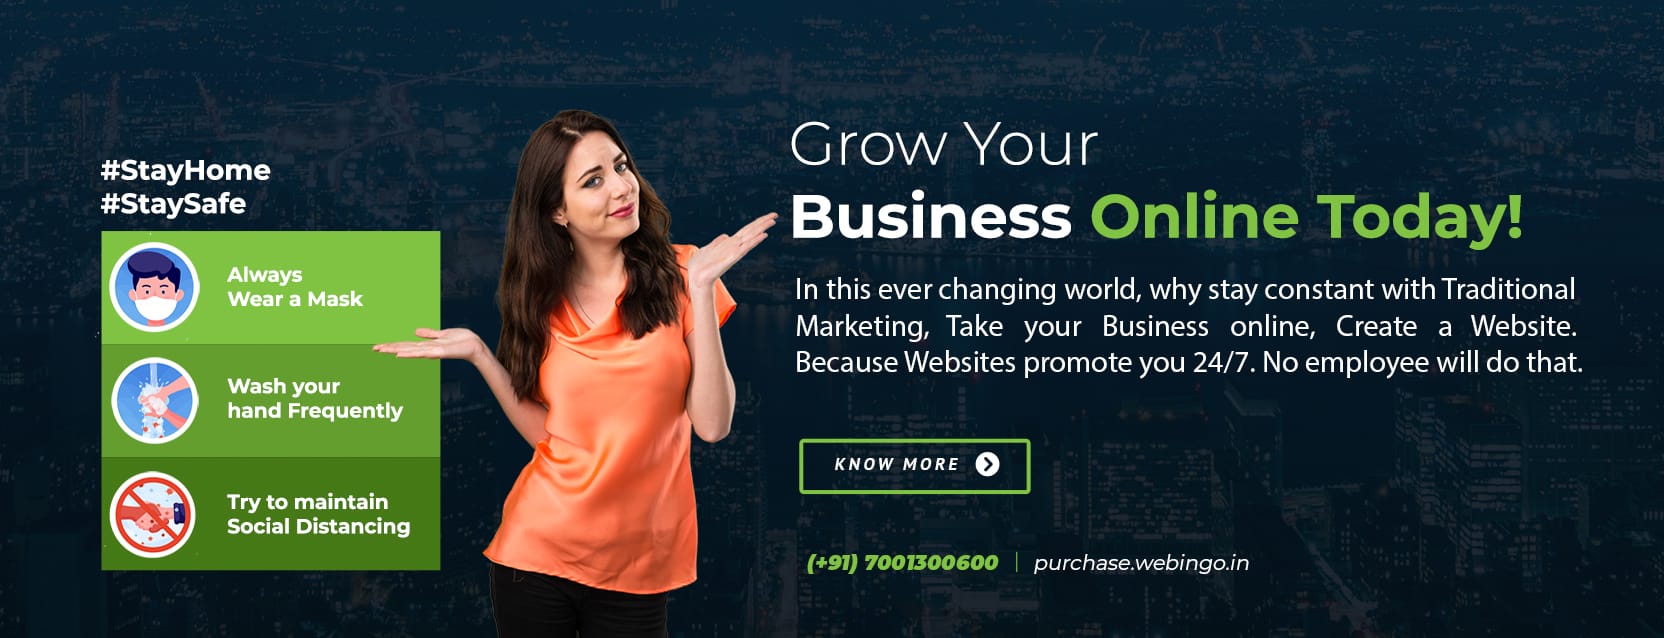 #StayHome
#StaySafe
Always
Wear a Mask
Wash your
hand Frequently
Try to maintain
Social Distancing
Grow Your
Business Online Today!
In this ever changing world, why stay constant with Traditional
Marketing, Take your Business online, Create a Website.
Because Websites promote you 24/7. No employee will do that.
KNOW MORE
(+91) 7001300600 | purchase.webingo.in